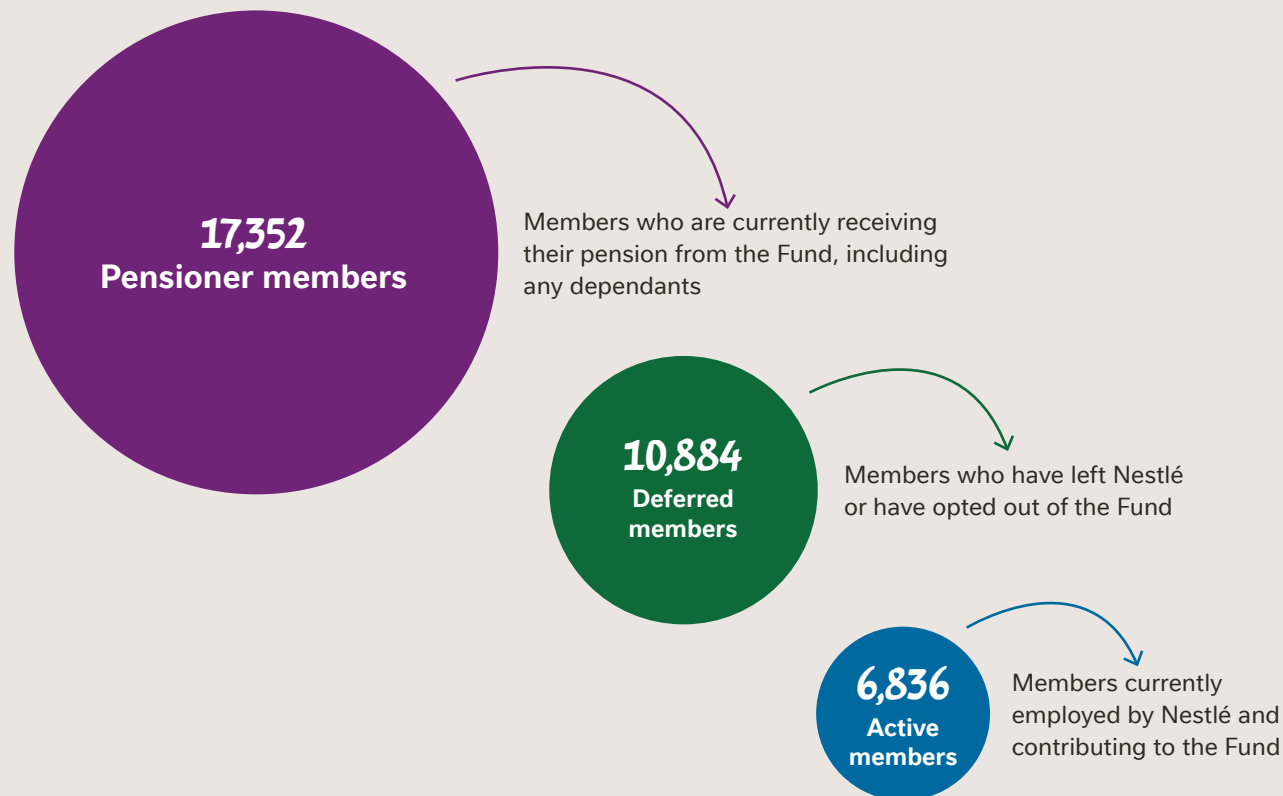 17,352
Pensioner members
Members who are currently receiving
their pension from the Fund, including
any dependants
10,884
Deferred
members
Members who have left Nestlé
or have opted out of the Fund
6,836
Active
members
Members currently
employed by Nestlé and
contributing to the Fund